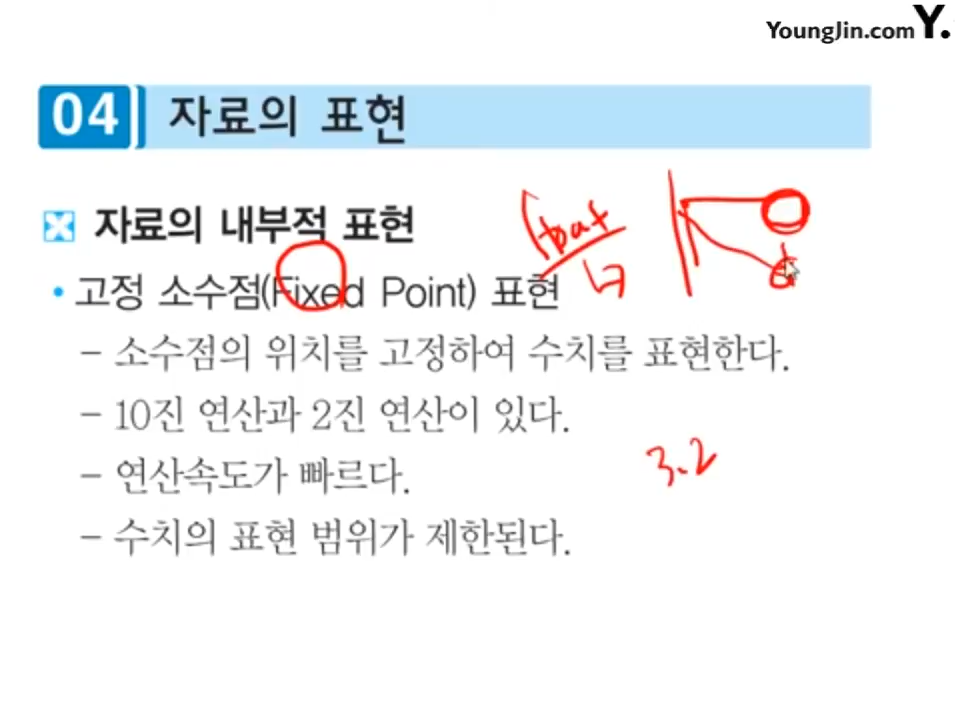 YoungJin.com Y.
04 자료의 표현
자료의 내부적 표현
float
• 고정 소수점(Fixed Point) 표현
- 소수점의 위치를 고정하여 수치를 표현한다.
- 10진 연산과 2진 연산이 있다.
3.2
- 연산속도가 빠르다.
- 수치의 표현 범위가 제한된다.